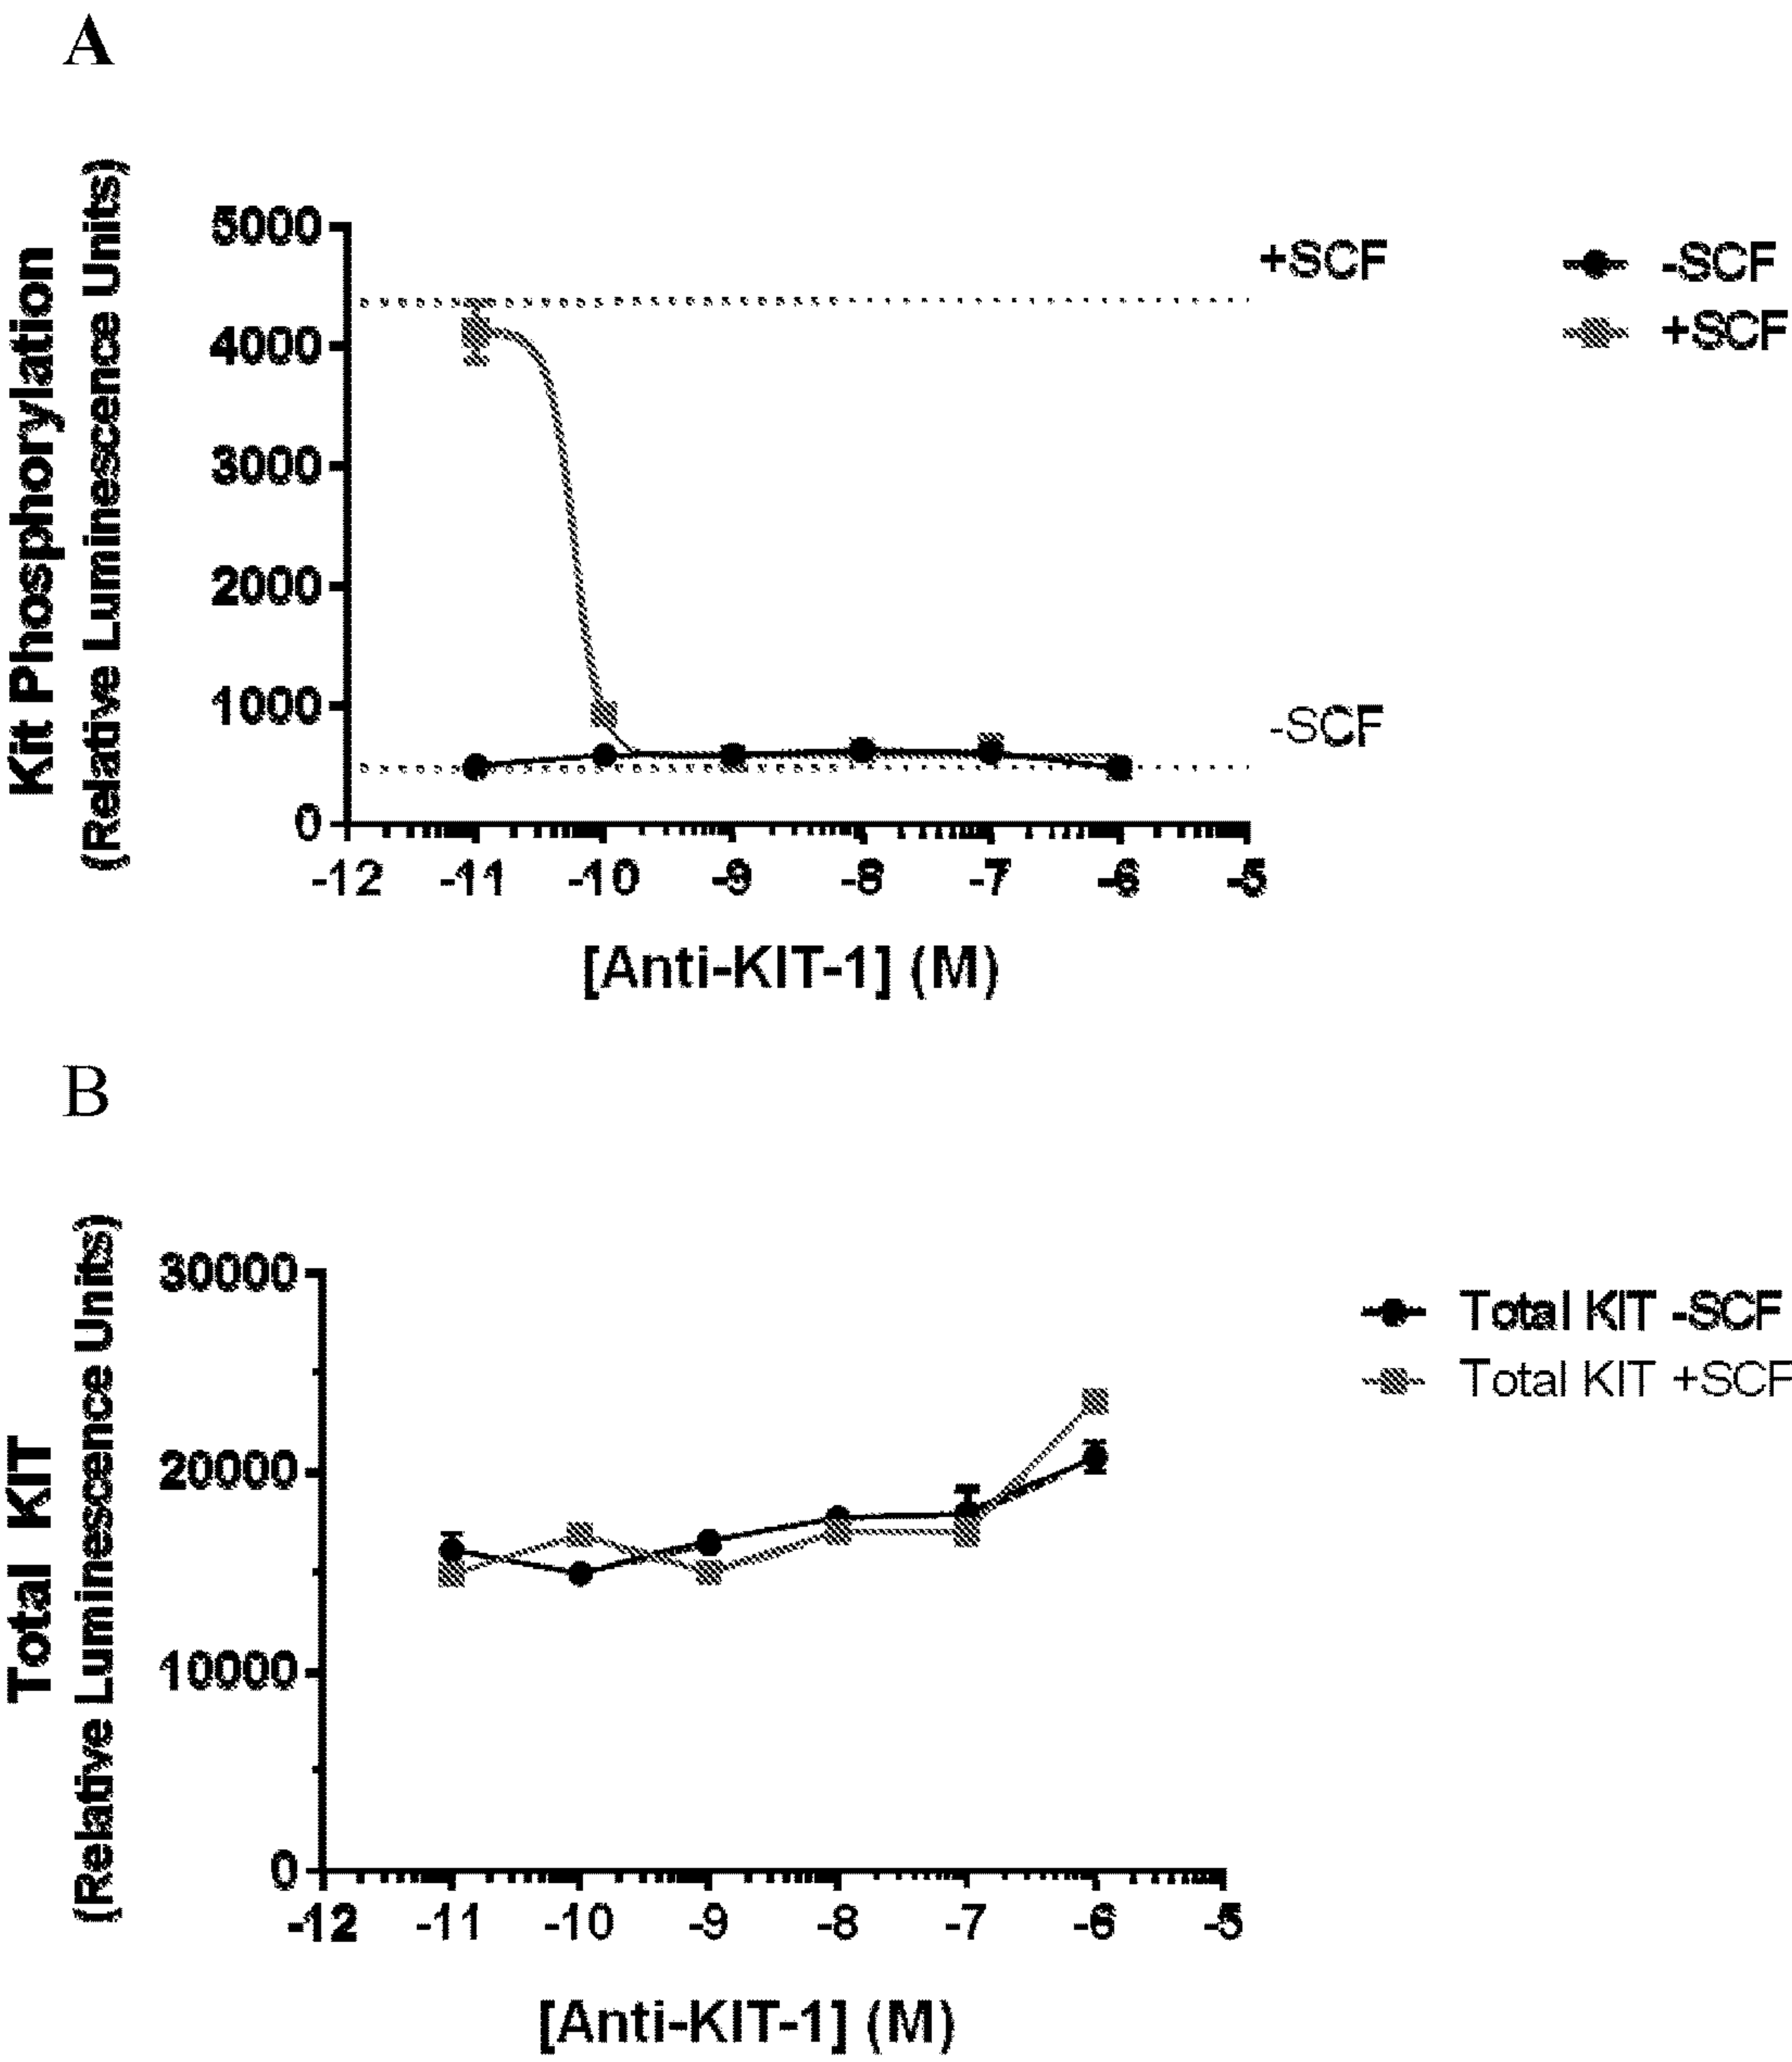 A
Kit Phosphorylation
(Relative Luminescence Units)
5000
4000
3000
2000
1000
0
+SCF
-SCF
-SCF
+SCF
-12 -11 -10 -9 -8 -7 -6 -5
[Anti-KIT-1] (M)
B
Total KIT
(Relative Luminescence Units)
30000
20000
10000
0
Total KIT -SCF
Total KIT +SCF
-12 -11 -10 -9 -8 -7 -6 -5
[Anti-KIT-1] (M)